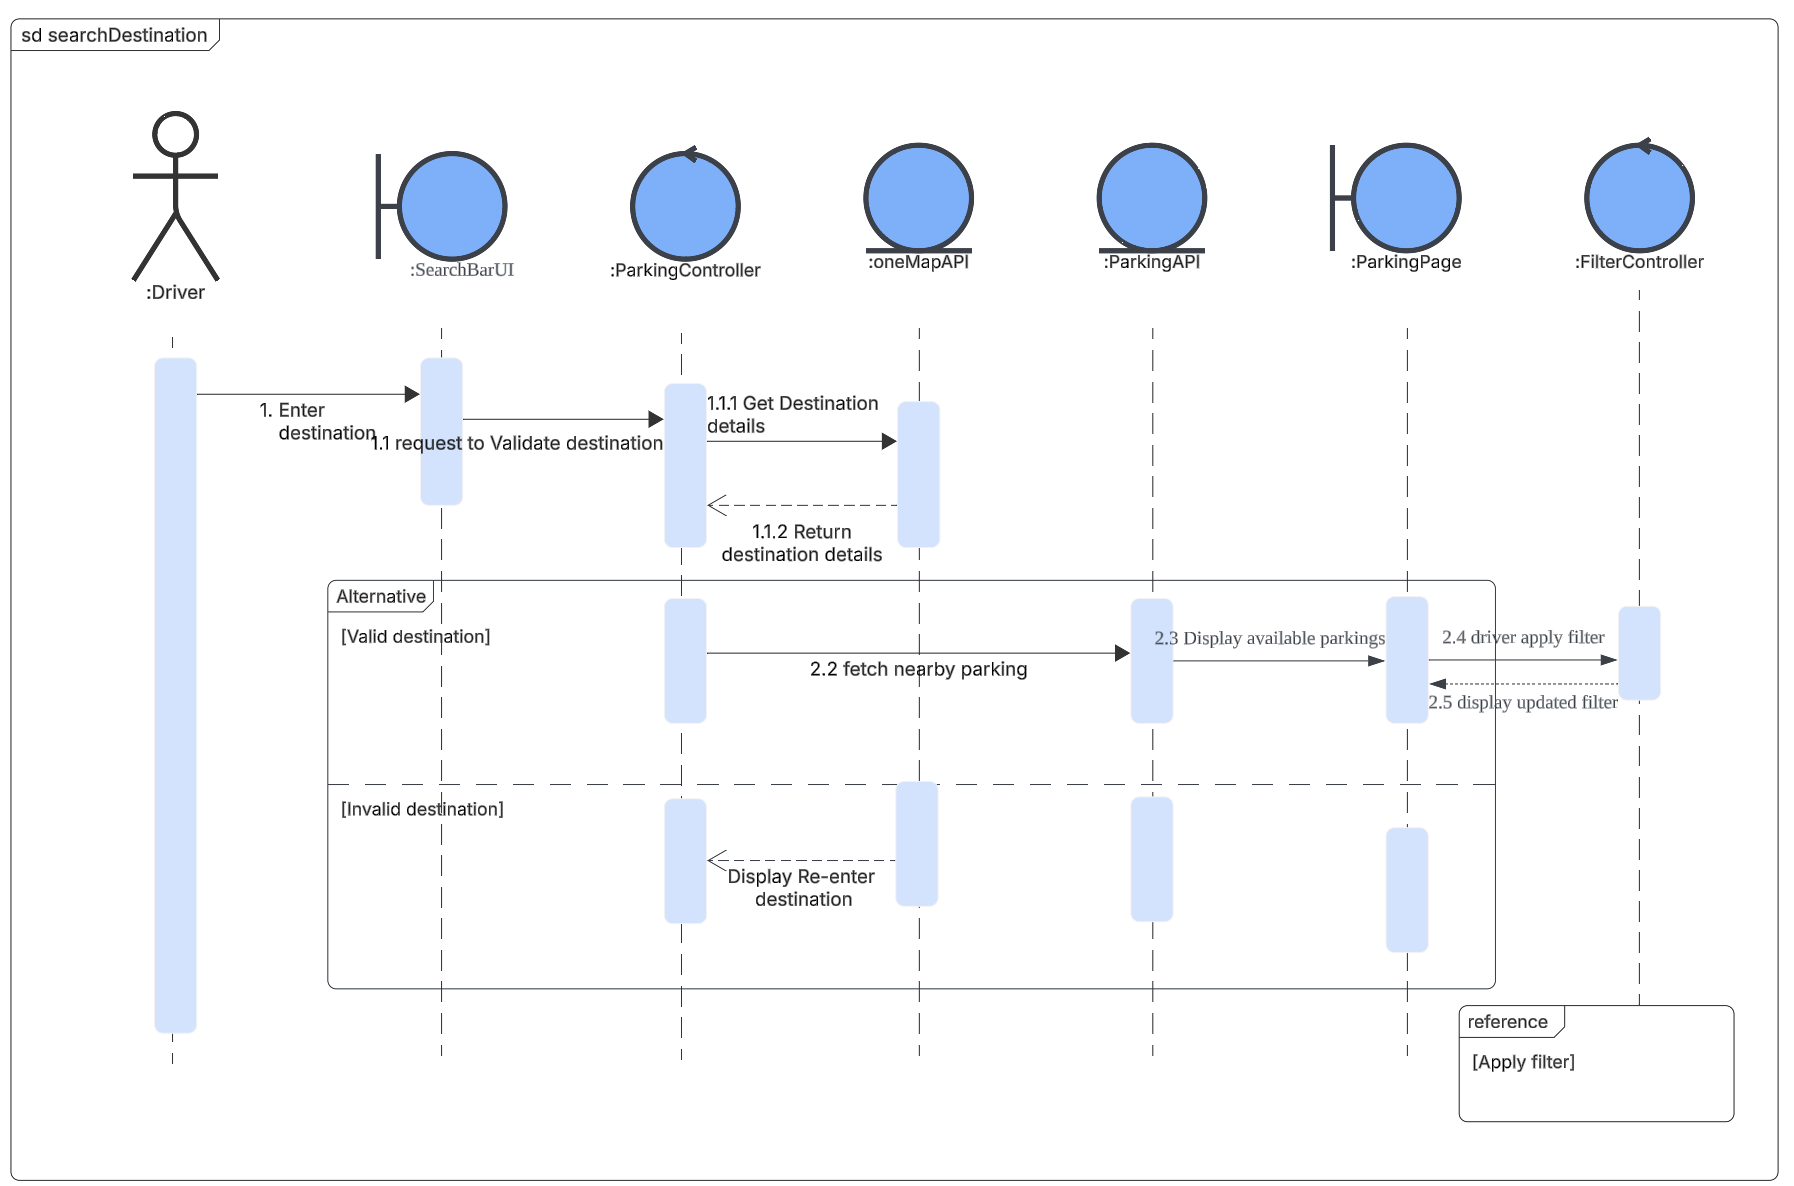 sd searchDestination
:Driver
:SearchBarUI
:ParkingController
:oneMapAPI
:ParkingAPI
:ParkingPage
:FilterController
1. Enter
destination
1.1 request to Validate destination
1.1.1 Get Destination
details
1.1.2 Return
destination details
Alternative
[Valid destination]
2.2 fetch nearby parking
2.3 Display available parkings
2.4 driver apply filter
2.5 display updated filter
[Invalid destination]
Display Re-enter
destination
reference
[Apply filter]